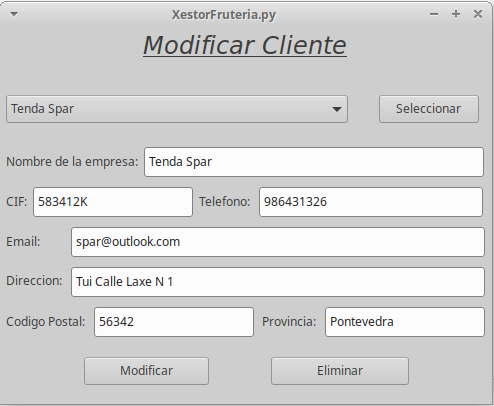 XestorFruteria.py
Modificar Cliente
Tenda Spar Seleccionar
Nombre de la empresa: Tenda Spar
CIF: 583412K Telefono: 986431326
Email: spar@outlook.com
Direccion: Tui Calle Laxe N 1
Codigo Postal: 56342 Provincia: Pontevedra
Modificar Eliminar